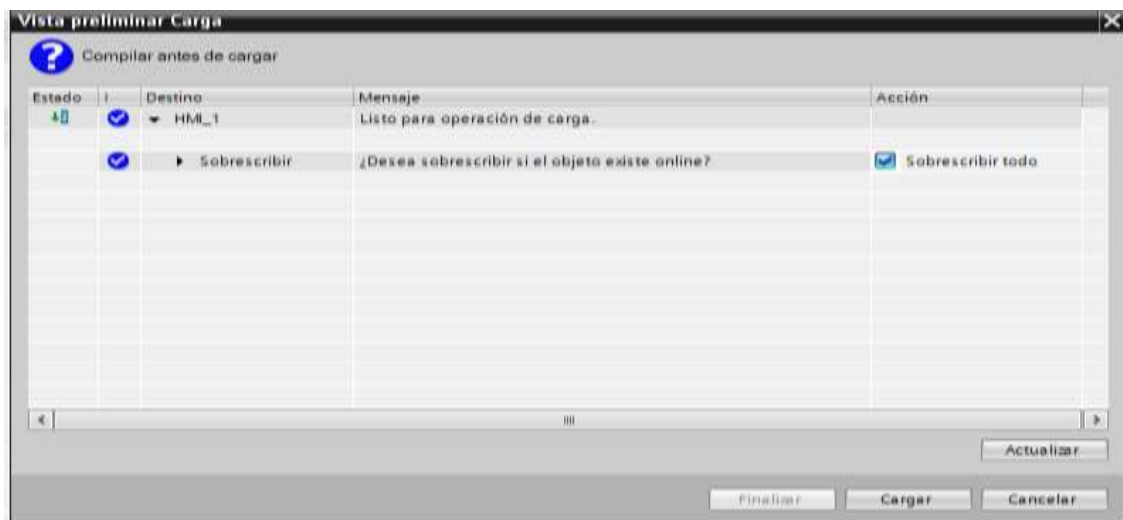 Vista preliminar Carga
Compilar antes de cargar
Estado ! Destino Mensaje Acción
HMI_1 Listo para operación de carga.
Sobrescribir ¿Desea sobrescribir si el objeto existe online? Sobrescribir todo
Actualizar
Finalizar Cargar Cancelar